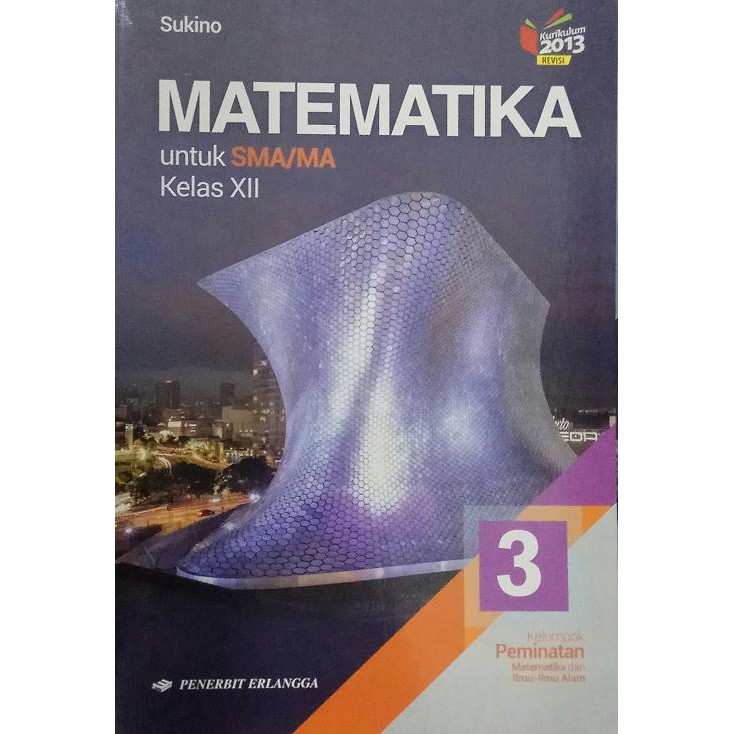 Sukino
Kurikulum
2013
REVISI
MATEMATIKA
untuk SMA/MA
Kelas XII
3
Kelompok
Peminatan
Matematika dan
Ilmu-Ilmu Alam
PENERBIT ERLANGGA